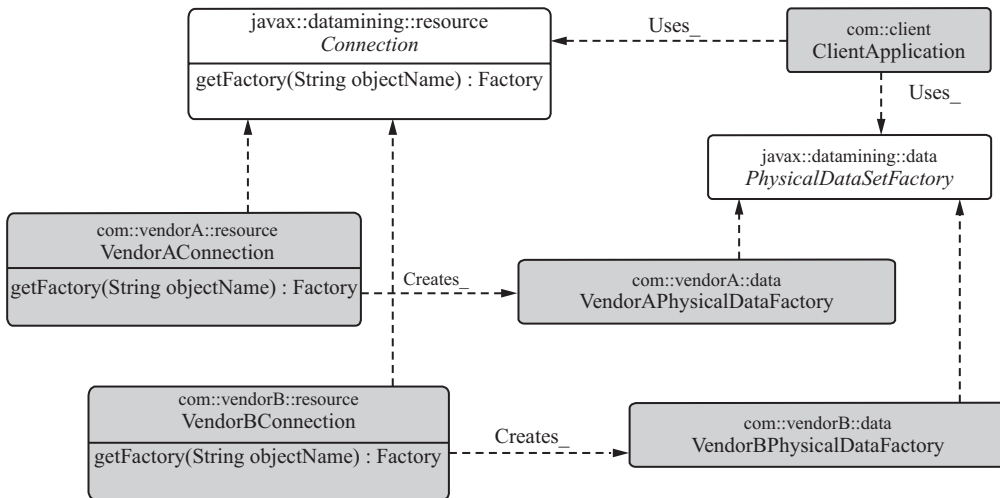 javax::datamining::resource
Connection
getFactory(String objectName) : Factory
Uses_
com::client
ClientApplication
Uses_
javax::datamining::data
PhysicalDataSetFactory
com::vendorA::resource
VendorAConnection
getFactory(String objectName) : Factory
Creates_
com::vendorA::data
VendorAPhysicalDataFactory
com::vendorB::resource
VendorBConnection
getFactory(String objectName) : Factory
Creates_
com::vendorB::data
VendorBPhysicalDataFactory